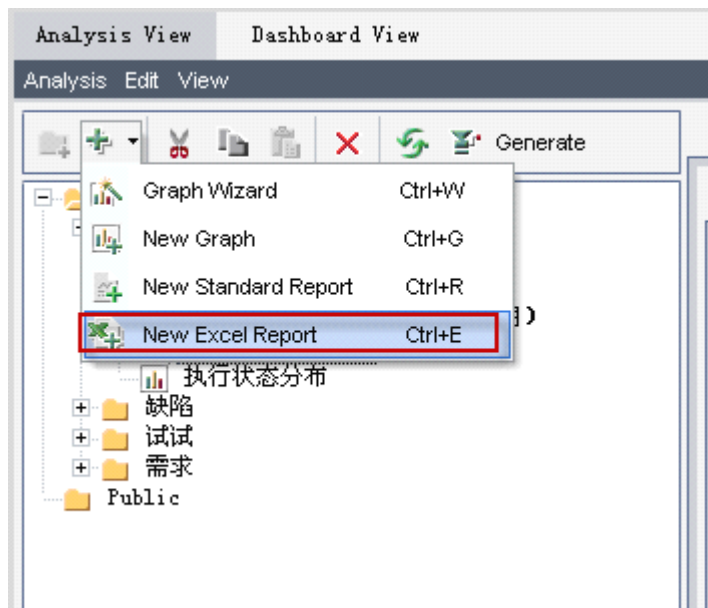 Analysis View Dashboard View
Analysis Edit View
Generate
Graph Wizard Ctrl+W
New Graph Ctrl+G
New Standard Report Ctrl+R
New Excel Report Ctrl+E
)
执行状态分布
缺陷
试试
需求
Public